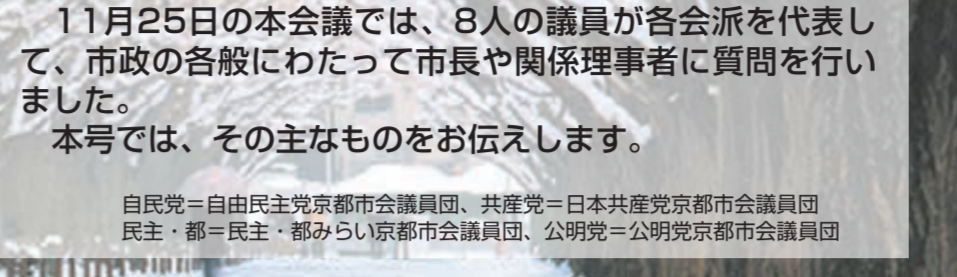 11月25日の本会議では、8人の議員が各会派を代表し
て、市政の各般にわたって市長や関係理事者に質問を行い
ました。
　本号では、その主なものをお伝えします。
自民党＝自由民主党京都市会議員団、共産党＝日本共産党京都市会議員団
民主・都＝民主・都みらい京都市会議員団、公明党＝公明党京都市会議員団